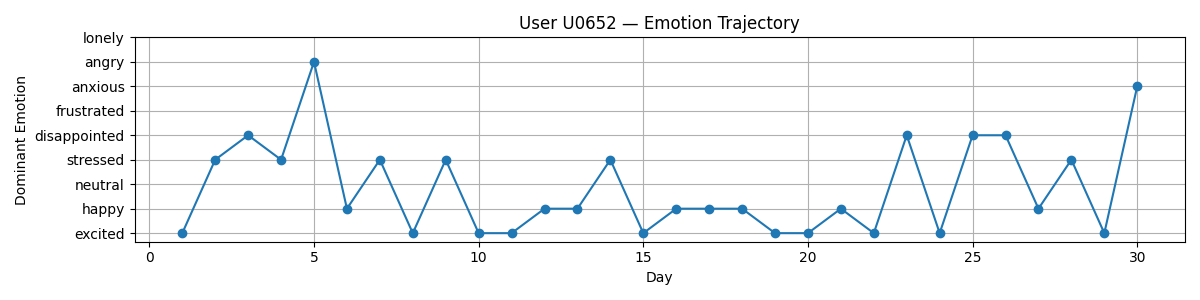 User U0652 — Emotion Trajectory
Dominant Emotion
lonely
angry
anxious
frustrated
disappointed
stressed
neutral
happy
excited
0 5 10 15 20 25 30
Day